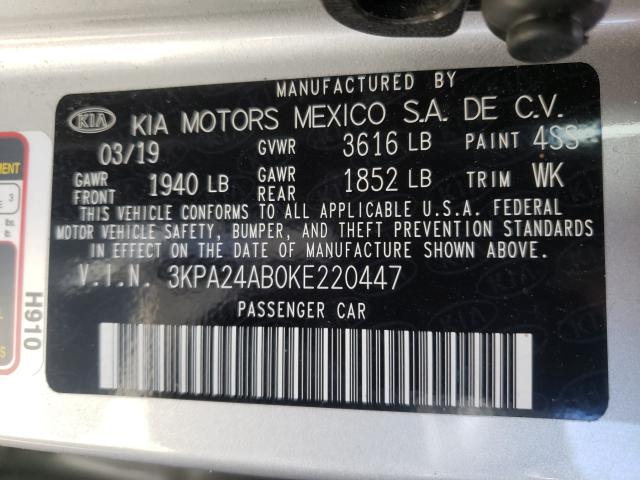 MANUFACTURED BY
KIA KIA MOTORS MEXICO S.A. DE C.V.
03/19 GVWR 3616 LB PAINT 4SS
GAWR FRONT 1940 LB GAWR REAR 1852 LB TRIM WK
THIS VEHICLE CONFORMS TO ALL APPLICABLE U.S.A. FEDERAL
MOTOR VEHICLE SAFETY, BUMPER, AND THEFT PREVENTION STANDARDS
IN EFFECT ON THE DATE OF MANUFACTURE SHOWN ABOVE.
V.I.N. 3KPA24AB0KE220447
PASSENGER CAR
H910
3